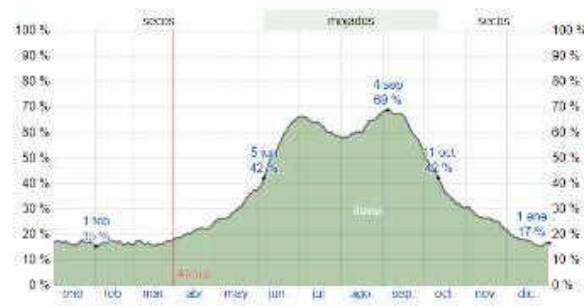 secos mojados secos
100 % 100 %
90 % 90 %
80 % 80 %
70 % 70 %
60 % 60 %
50 % 50 %
40 % 40 %
30 % 30 %
20 % 20 %
10 % 10 %
0 % 0 %
4 sep
69 %
5 jun
42 %
11 oct
42 %
lluvia
1 feb
15 %
1 ene
17 %
Ahora
ene feb mar. abr may. jun jul ago sep. oct nov. dic.